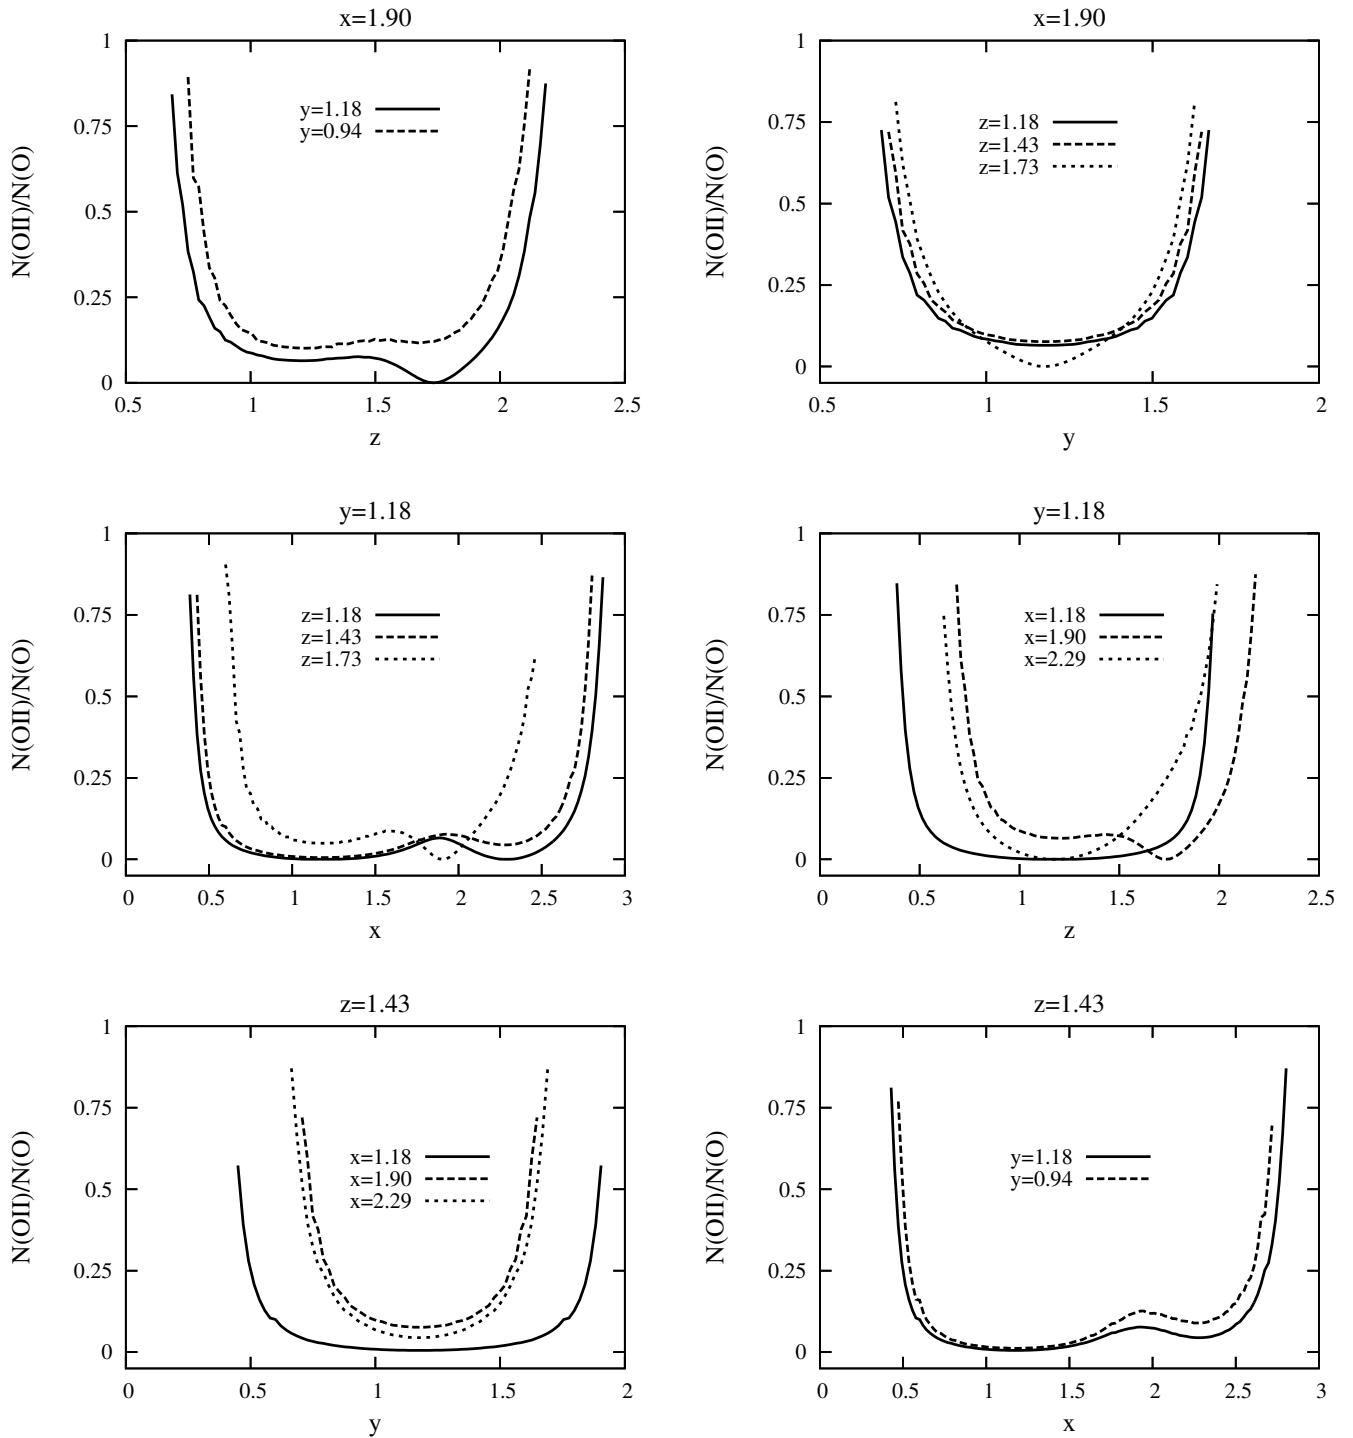 x=1.90
N(OII)/N(O)
1
0.75
0.5
0.25
0
y=1.18
y=0.94
0.5 1 1.5 2 2.5
z
x=1.90
N(OII)/N(O)
1
0.75
0.5
0.25
0
z=1.18
z=1.43
z=1.73
0.5 1 1.5 2
y
y=1.18
N(OII)/N(O)
1
0.75
0.5
0.25
0
z=1.18
z=1.43
z=1.73
0 0.5 1 1.5 2 2.5 3
x
y=1.18
N(OII)/N(O)
1
0.75
0.5
0.25
0
x=1.18
x=1.90
x=2.29
0 0.5 1 1.5 2 2.5
z
z=1.43
N(OII)/N(O)
1
0.75
0.5
0.25
0
x=1.18
x=1.90
x=2.29
0 0.5 1 1.5 2
y
z=1.43
N(OII)/N(O)
1
0.75
0.5
0.25
0
y=1.18
y=0.94
0 0.5 1 1.5 2 2.5 3
x